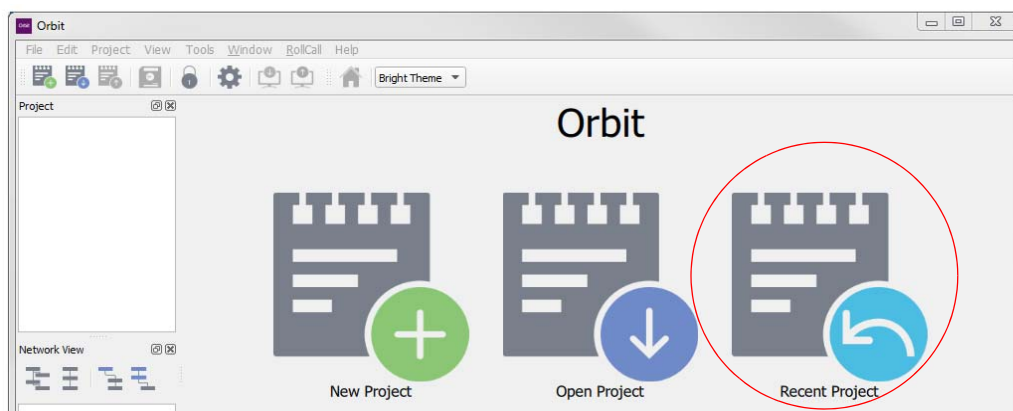 Orbit
File Edit Project View Tools Window RollCall Help
Bright Theme
Project
Orbit
New Project Open Project Recent Project
Network View